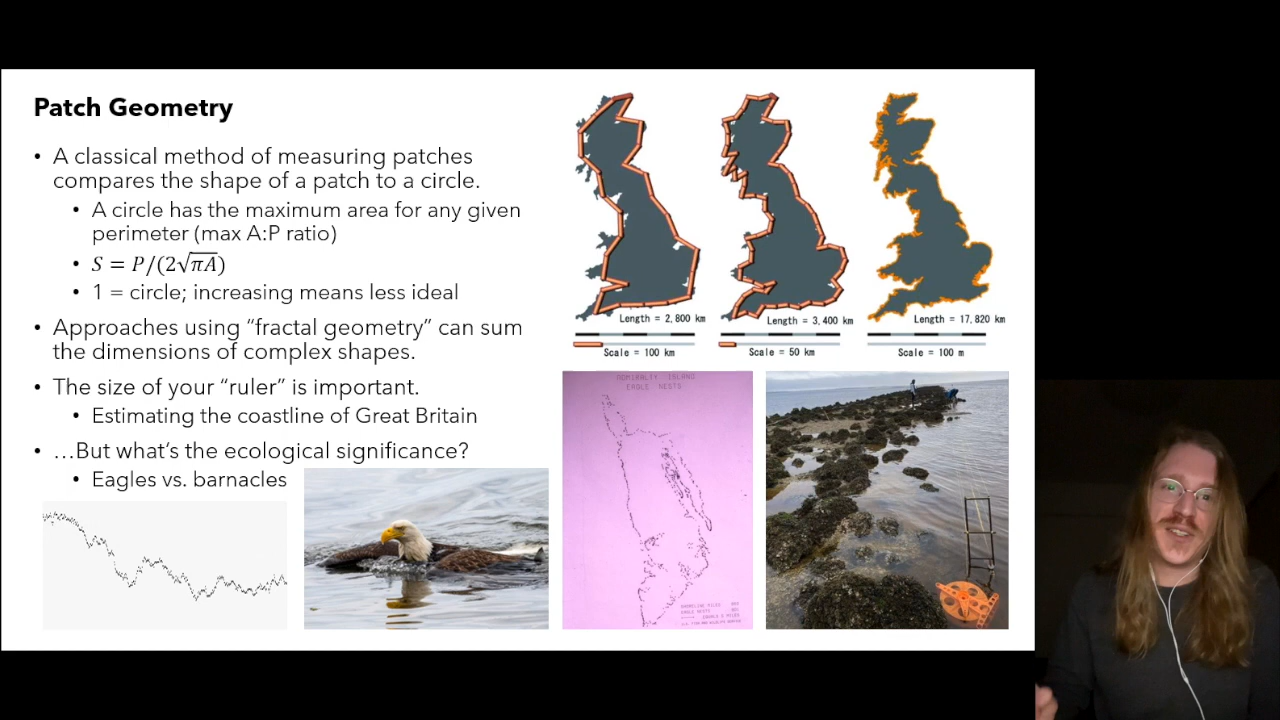 Patch Geometry
• A classical method of measuring patches
compares the shape of a patch to a circle.
• A circle has the maximum area for any given
perimeter (max A:P ratio)
• S = P/(2√πA)
• 1 = circle; increasing means less ideal
• Approaches using “fractal geometry” can sum
the dimensions of complex shapes.
• The size of your “ruler” is important.
• Estimating the coastline of Great Britain
• …But what’s the ecological significance?
• Eagles vs. barnacles
Length = 2,800 km
Scale = 100 km
Length = 3,400 km
Scale = 50 km
Length = 17,820 km
Scale = 100 m
ADMIRALTY ISLAND
EAGLE NESTS
SHORELINE MILES
EAGLE NESTS